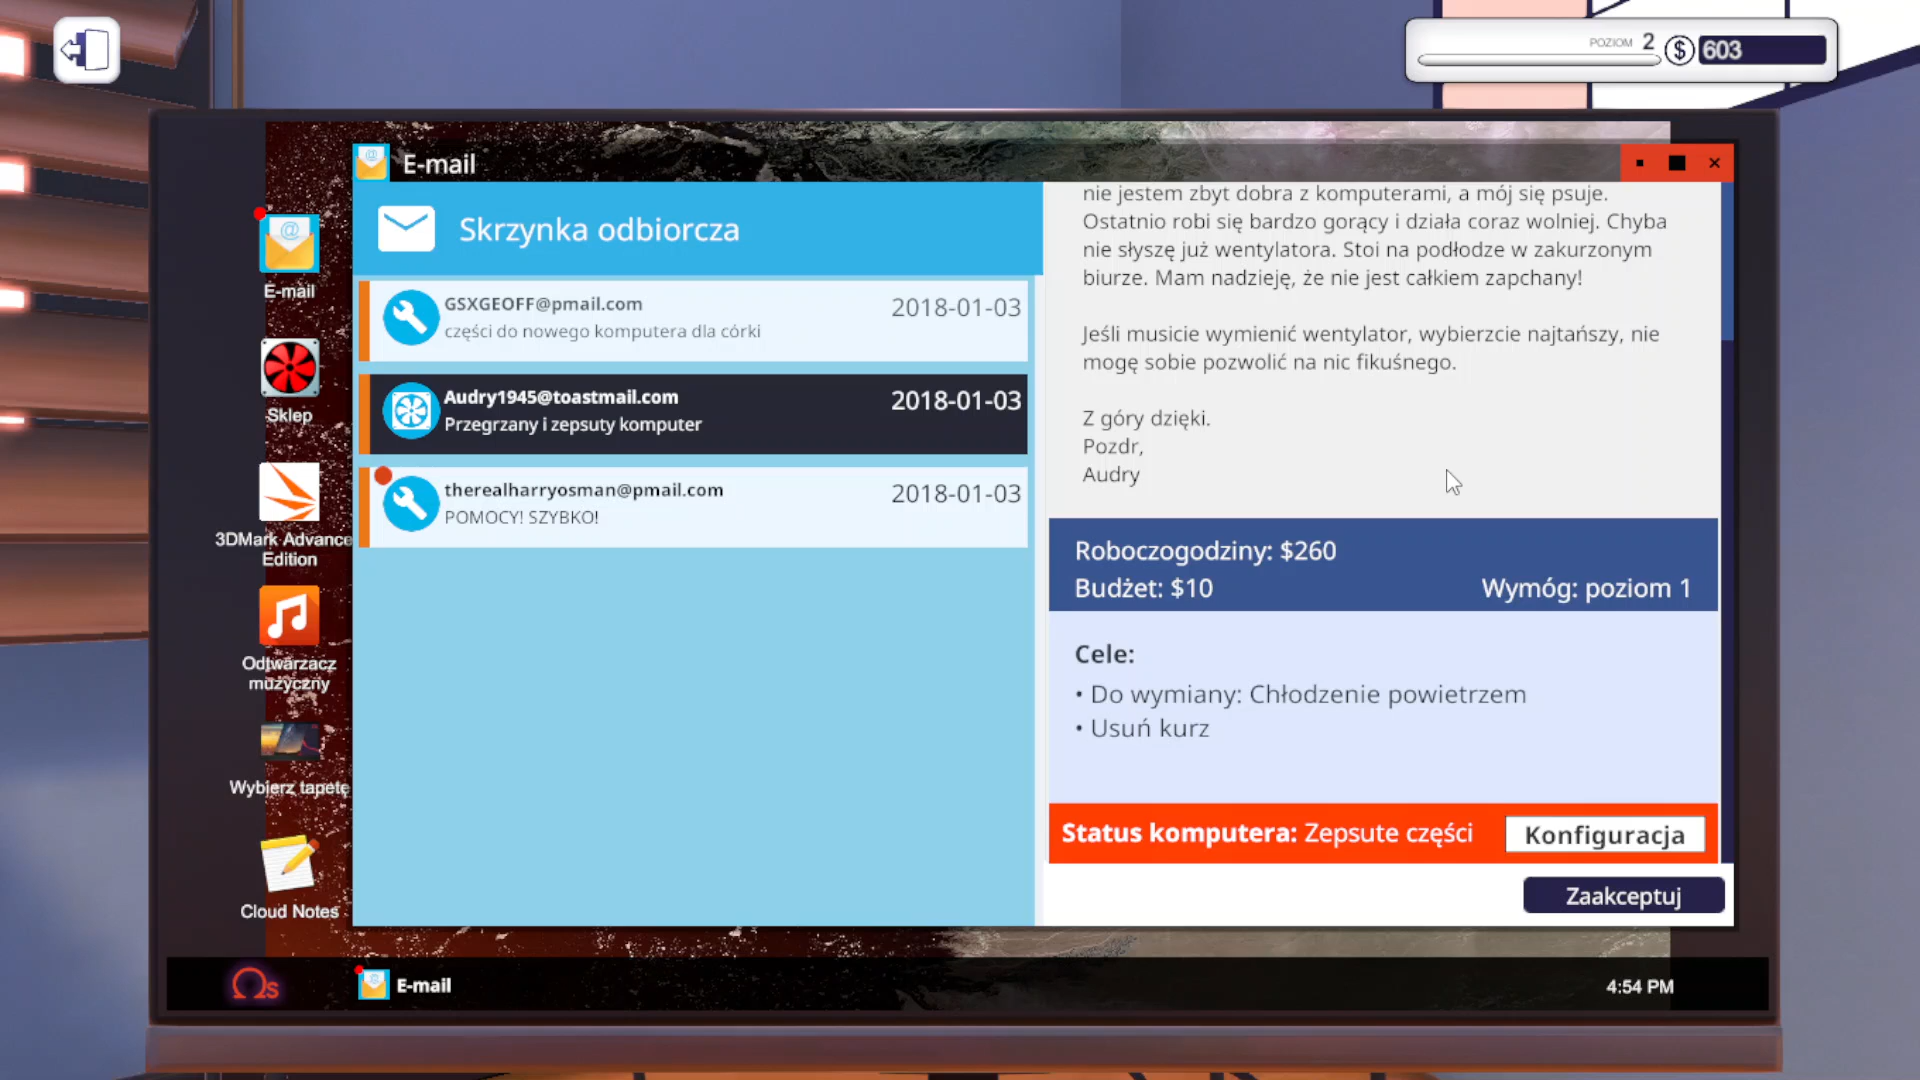 POZIOM 2
603
E-mail
E-mail
Sklep
3DMark Advance
Edition
Odtwarzacz
muzyczny
Wybierz tapetę
Cloud Notes
Skrzynka odbiorcza
GSXGEOFF@pmail.com
2018-01-03
części do nowego komputera dla córki
Audry1945@toastmail.com
2018-01-03
Przegrzany i zepsuty komputer
therealharryosman@pmail.com
2018-01-03
POMOCY! SZYBKO!
nie jestem zbyt dobra z komputerami, a mój się psuje.
Ostatnio robi się bardzo gorący i działa coraz wolniej. Chyba
nie słyszę już wentylatora. Stoi na podłodze w zakurzonym
biurze. Mam nadzieję, że nie jest całkiem zapchany!
Jeśli musicie wymienić wentylator, wybierzcie najtańszy, nie
mogę sobie pozwolić na nic fikuśnego.
Z góry dzięki.
Pozdr,
Audry
Roboczogodziny: $260
Budżet: $10
Wymóg: poziom 1
Cele:
• Do wymiany: Chłodzenie powietrzem
• Usuń kurz
Status komputera: Zepsute części
Konfiguracja
Zaakceptuj
Ωs
E-mail
4:54 PM